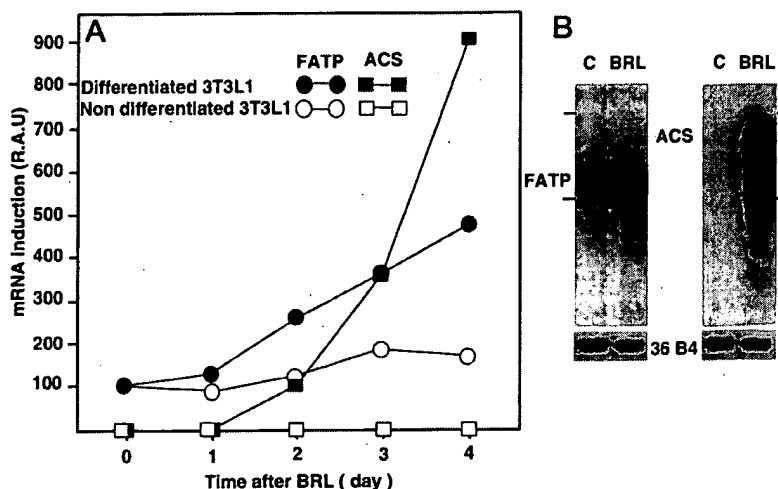 A
FATP ACS
Differentiated 3T3L1
Non differentiated 3T3L1
mRNA Induction (R.A.U)
900
800
700
600
500
400
300
200
100
0 1 2 3 4
Time after BRL ( day )
B
C BRL C BRL
ACS
FATP
36 B4